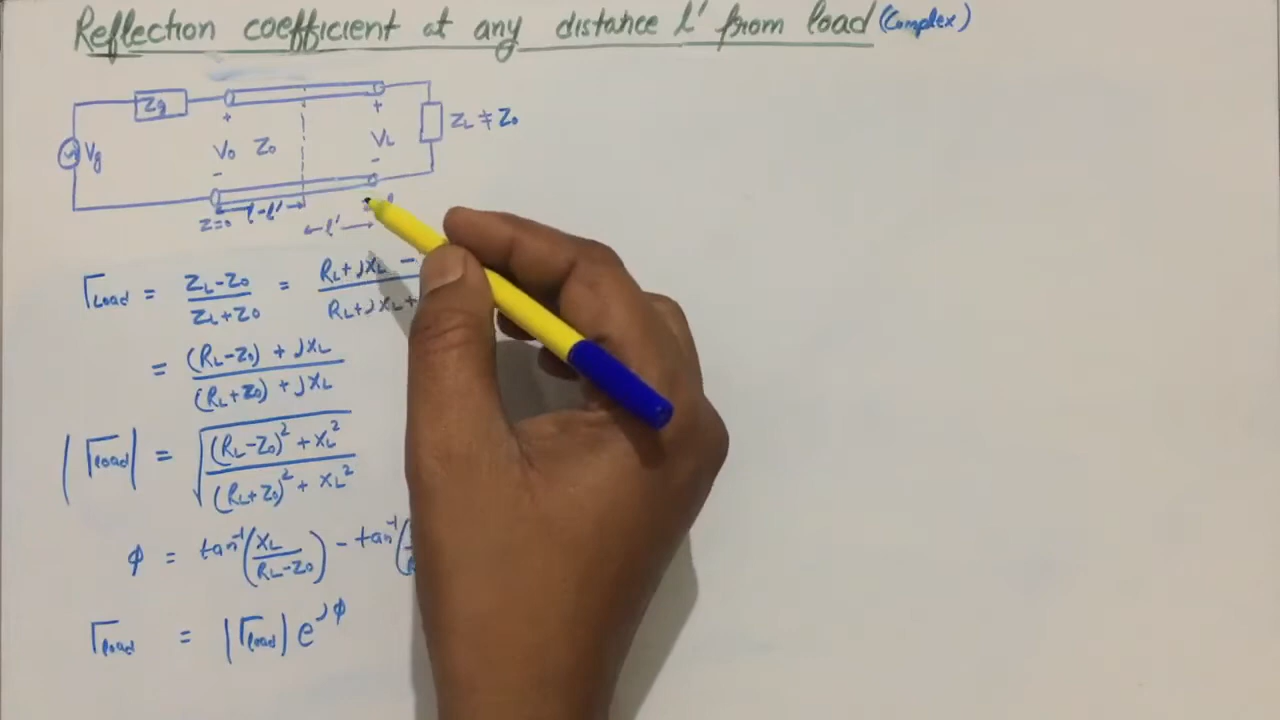 Reflection coefficient at any distance l' from load (Complex)
Zg
+ +
Vg V0 Z0 VL ZL ≠ Z0
- -
l-l'
Z=0
l'
Γload = ZL-Z0 / ZL+Z0 = RL+jXL - / RL+jXL+
= (RL-Z0) + jXL / (RL+Z0) + jXL
|Γload| = √((RL-Z0)² + XL² / (RL+Z0)² + XL²)
φ = tan⁻¹(XL / RL-Z0) - tan⁻¹(
Γload = |Γload| e^jφ